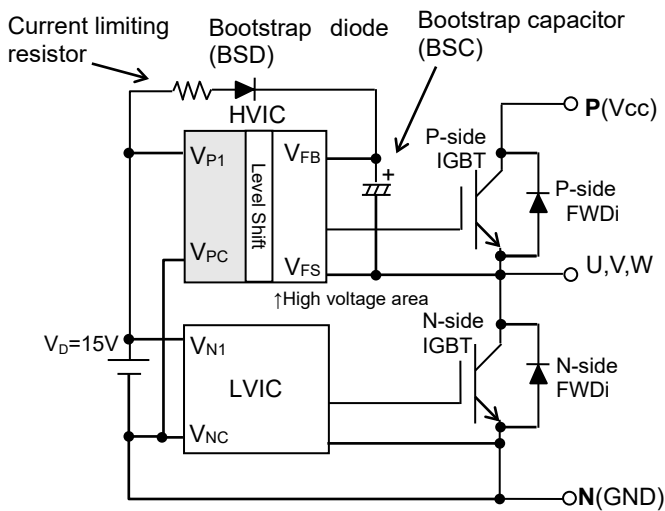 Current limiting
resistor
Bootstrap diode
(BSD)
Bootstrap capacitor
(BSC)
HVIC
P(Vcc)
P-side
IGBT
VP1
VFB
+
Level Shift
P-side
FWDi
VPC
VFS
U,V,W
↑High voltage area
N-side
IGBT
VD=15V
VN1
LVIC
N-side
FWDi
VNC
N(GND)